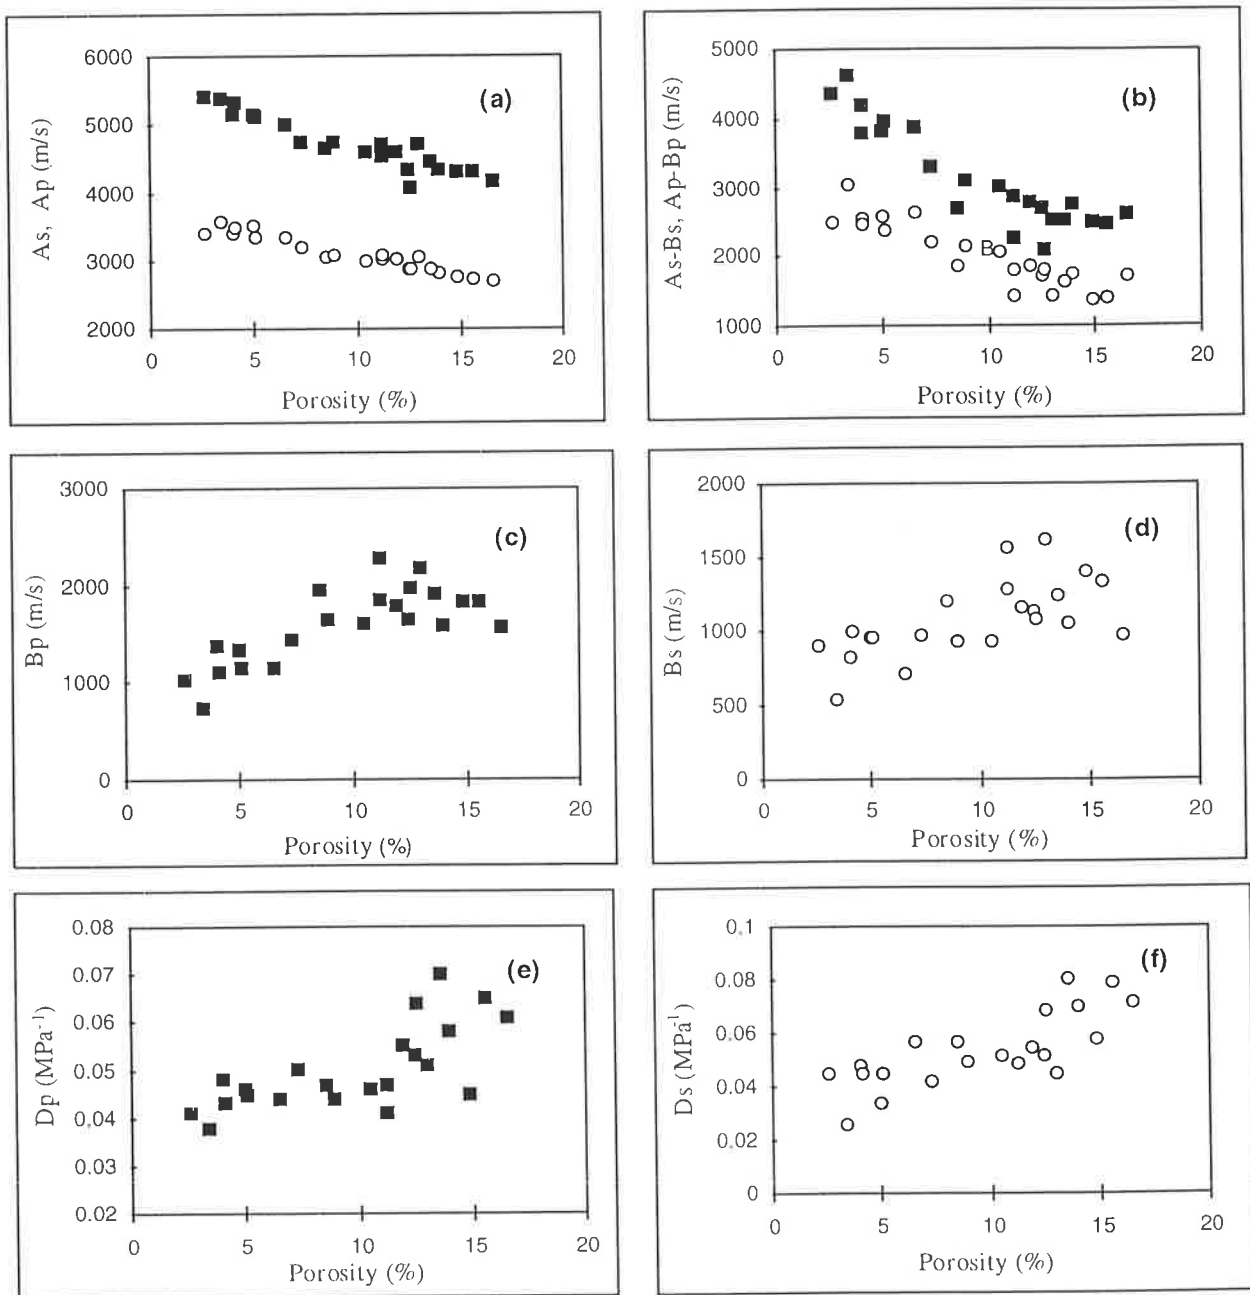 (a)
As, Ap (m/s)
6000
5000
4000
3000
2000
0 5 10 15 20
Porosity (%)
(b)
As-Bs, Ap-Bp (m/s)
5000
4000
3000
2000
1000
B
0 5 10 15 20
Porosity (%)
(c)
Bp (m/s)
3000
2000
1000
0
0 5 10 15 20
Porosity (%)
(d)
Bs (m/s)
2000
1500
1000
500
0
0 5 10 15 20
Porosity (%)
(e)
Dp (MPa-1)
0.08
0.07
0.06
0.05
0.04
0.03
0.02
0 5 10 15 20
Porosity (%)
(f)
Ds (MPa-1)
0.1
0.08
0.06
0.04
0.02
0
0 5 10 15 20
Porosity (%)